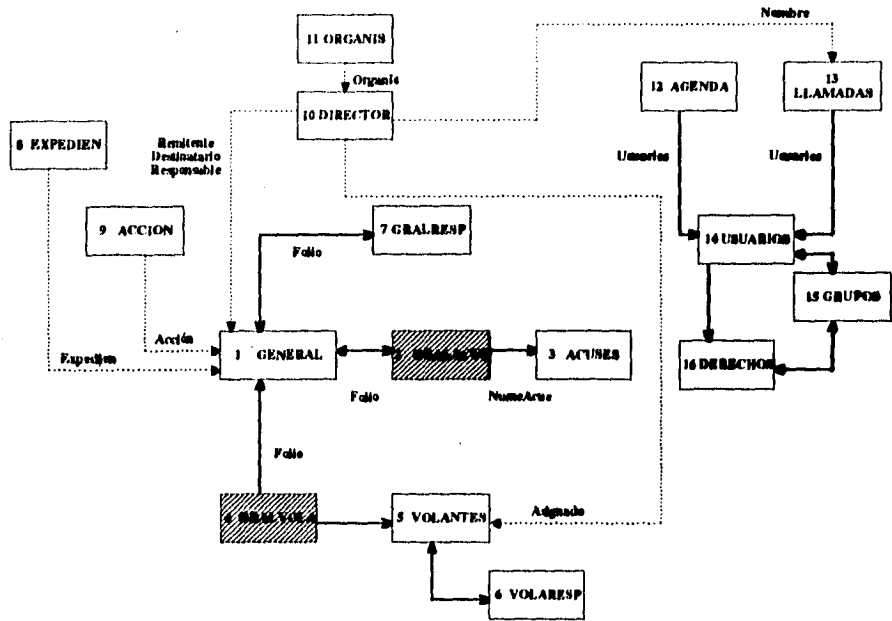 Nombre
11 ORGANIS
Organis
12 AGENDA
13
LLAMADAS
10 DIRECTOR
8 EXPEDIEN
Remitente
Destinatario
Responsable
Usuarios
Usuarios
9 ACCION
7 GRALRESP
Folio
14 USUARIOS
15 GRUPOS
Acción
Expedien
1 GENERAL
3 ACUSES
16 DERECHOS
Folio
NumeAcus
Folio
4 GRALVOLA
5 VOLANTES
Asignado
6 VOLARESP